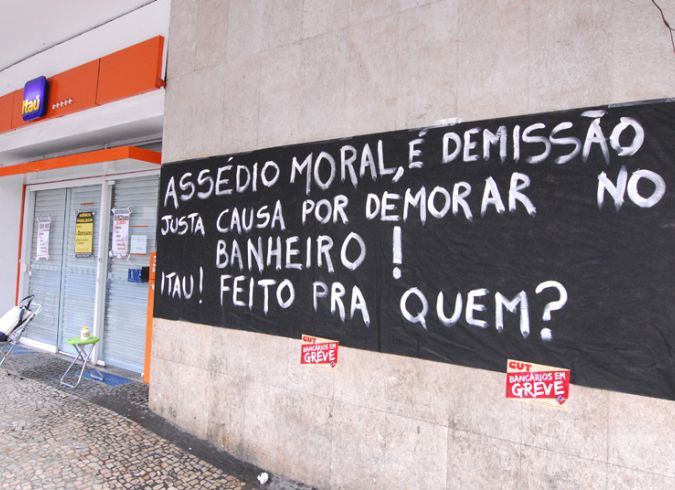 Itaú
ASSÉDIO MORAL, É DEMISSÃO
JUSTA CAUSA POR DEMORAR NO
BANHEIRO!
ITAU! FEITO PRA QUEM?
CUT
BANCÁRIOS EM
GREVE
CUT
BANCÁRIOS EM
GREVE